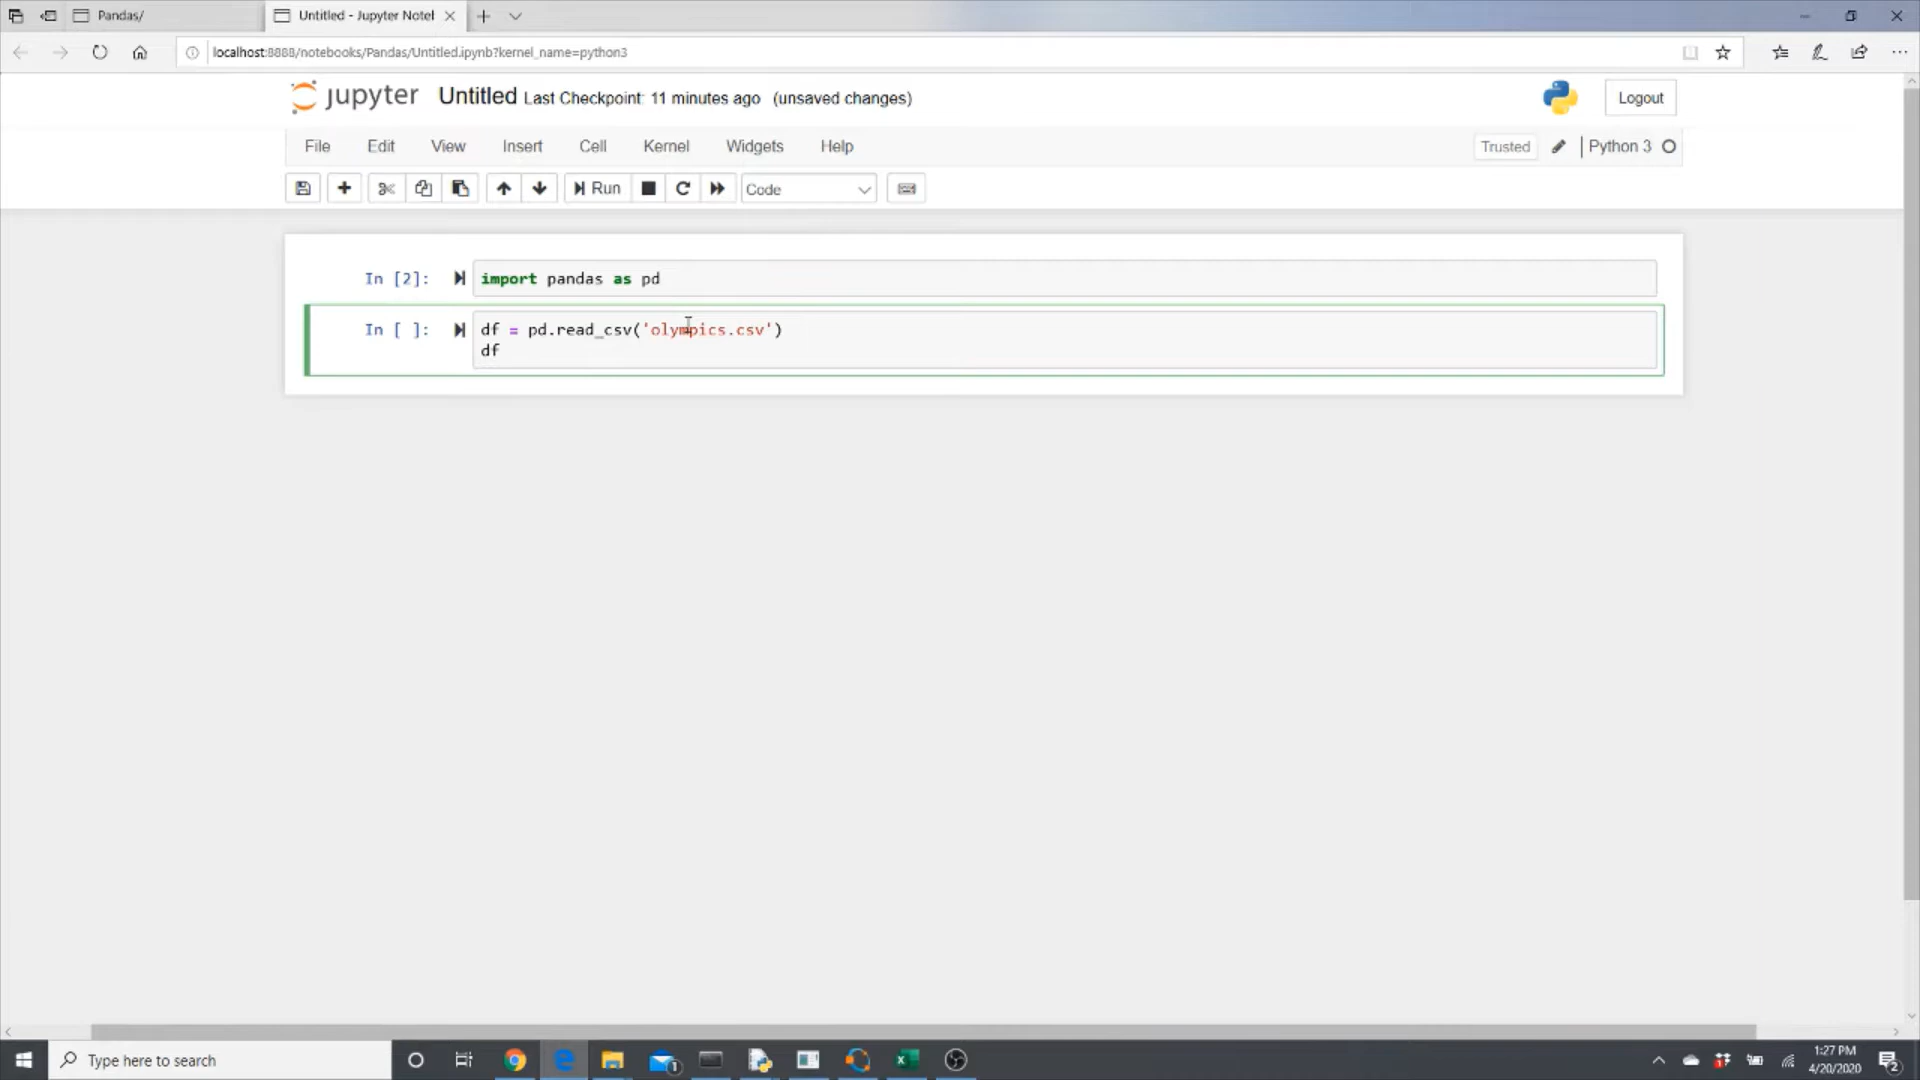 Pandas/
Untitled - Jupyter Notel
localhost:8888/notebooks/Pandas/Untitled.ipynb?kernel_name=python3
jupyter Untitled Last Checkpoint: 11 minutes ago (unsaved changes)
Logout
File Edit View Insert Cell Kernel Widgets Help
Trusted Python 3
Run Code
In [2]: import pandas as pd
In [ ]: df = pd.read_csv('olympics.csv')
df
Type here to search
1:27 PM
4/20/2020
1
8
2